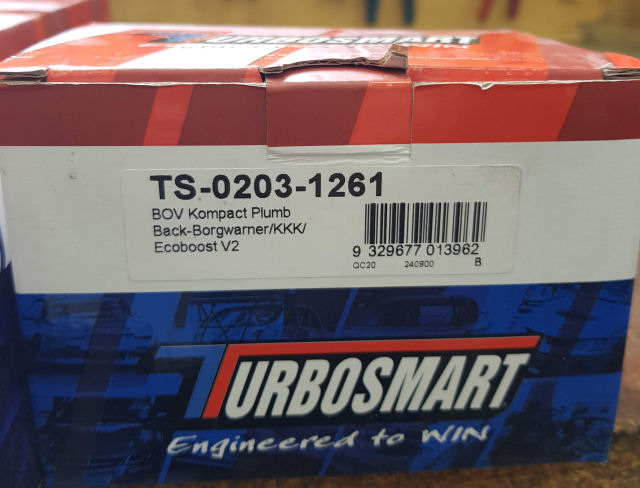 TURBOSMART
TS-0203-1261
BOV Kompact Plumb
Back-Borgwarner/KKK/
Ecoboost V2
9 329677 013962
QC20 240900 B
TURBOSMART
Engineered to WIN